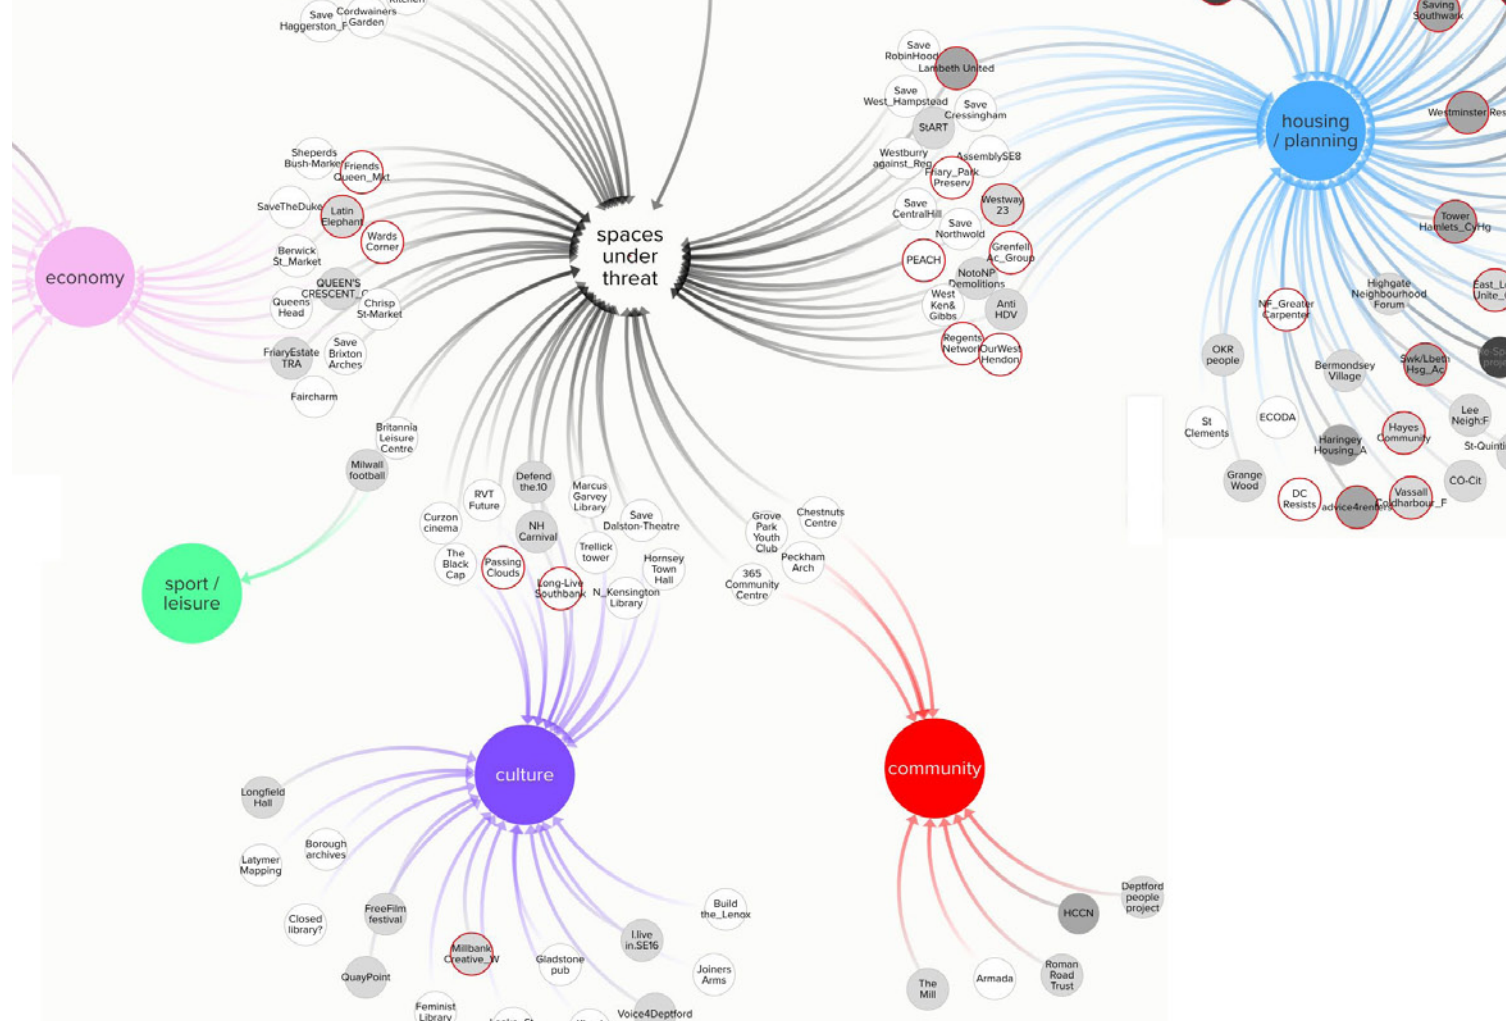 Save
Haggerston_P
Cordwainers
Garden
Kitchen
Sheperds
Bush-Market
Friends
Queen_Mkt
SaveTheDuke
Latin
Elephant
Wards
Corner
Berwick
St_Market
QUEEN'S
CRESCENT_C
Queens
Head
Chrisp
St-Market
FriaryEstate
TRA
Save
Brixton
Arches
Faircharm
economy
spaces
under
threat
Save
RobinHood
Lambeth United
Save
West_Hampstead
Save
Cressingham
StART
Westburry
against_Reg
AssemblySE8
Friary_Park
Preserv
Westway
23
Save
CentralHill
Save
Northwold
Grenfell
Ac_Group
PEACH
NotoNP
Demolitions
West
Ken&
Gibbs
Anti
HDV
Regents
Network
OurWest
Hendon
housing
/ planning
Saving
Southwark
Westminster Res
Tower
Hamlets_CyHg
Highgate
Neighbourhood
Forum
East_L
Unite_
NF_Greater
Carpenter
OKR
people
Bermondsey
Village
Swk/Lbeth
Hsg_Ac
St
Clements
ECODA
Haringey
Housing_A
Hayes
Community
Lee
Neigh:F
St-Quinti
Grange
Wood
DC
Resists
advice4renters
Vassall
Coldharbour_F
CO-Cit
Britannia
Leisure
Centre
Milwall
football
sport /
leisure
Curzon
cinema
RVT
Future
Defend
the.10
Marcus
Garvey
Library
Save
Dalston-Theatre
NH
Carnival
The
Black
Cap
Passing
Clouds
Trellick
tower
Hornsey
Town
Hall
Long-Live
Southbank
N_Kensington
Library
Grove
Park
Youth
Club
Chestnuts
Centre
Peckham
Arch
365
Community
Centre
culture
community
Longfield
Hall
Latymer
Mapping
Borough
archives
Closed
library?
FreeFilm
festival
QuayPoint
Millbank
Creative_W
Feminist
Library
Gladstone
pub
I.live
in.SE16
Build
the_Lenox
Joiners
Arms
Voice4Deptford
The
Mill
Armada
Roman
Road
Trust
HCCN
Deptford
people
project